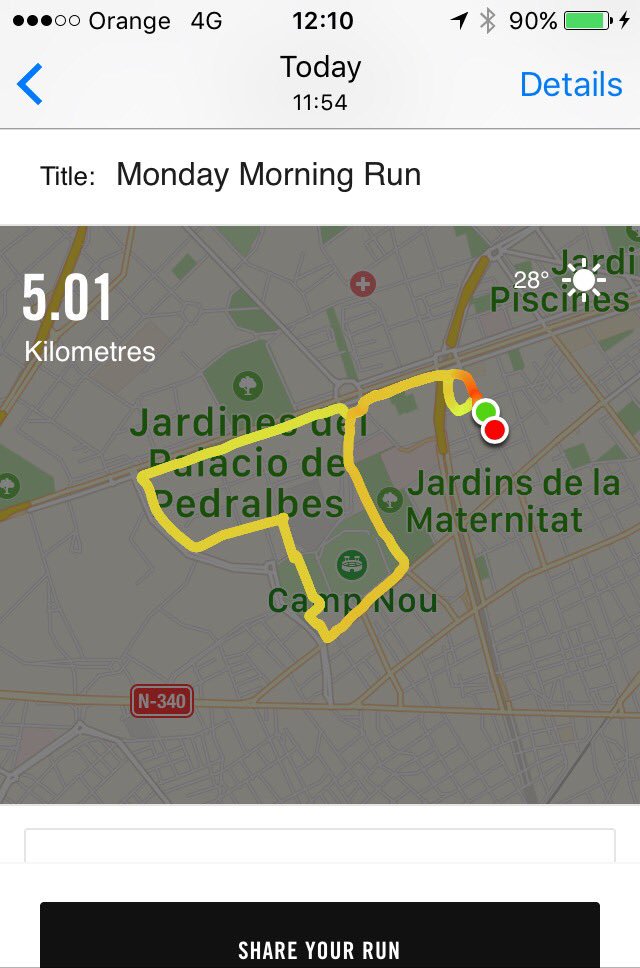 Orange 4G 12:10 90%
Today
11:54
Details
Title: Monday Morning Run
5.01
Kilometres
28°
Jardi
Piscines
Jardines del
Palacio de
Pedralbes
Jardins de la
Maternitat
Camp Nou
N-340
SHARE YOUR RUN